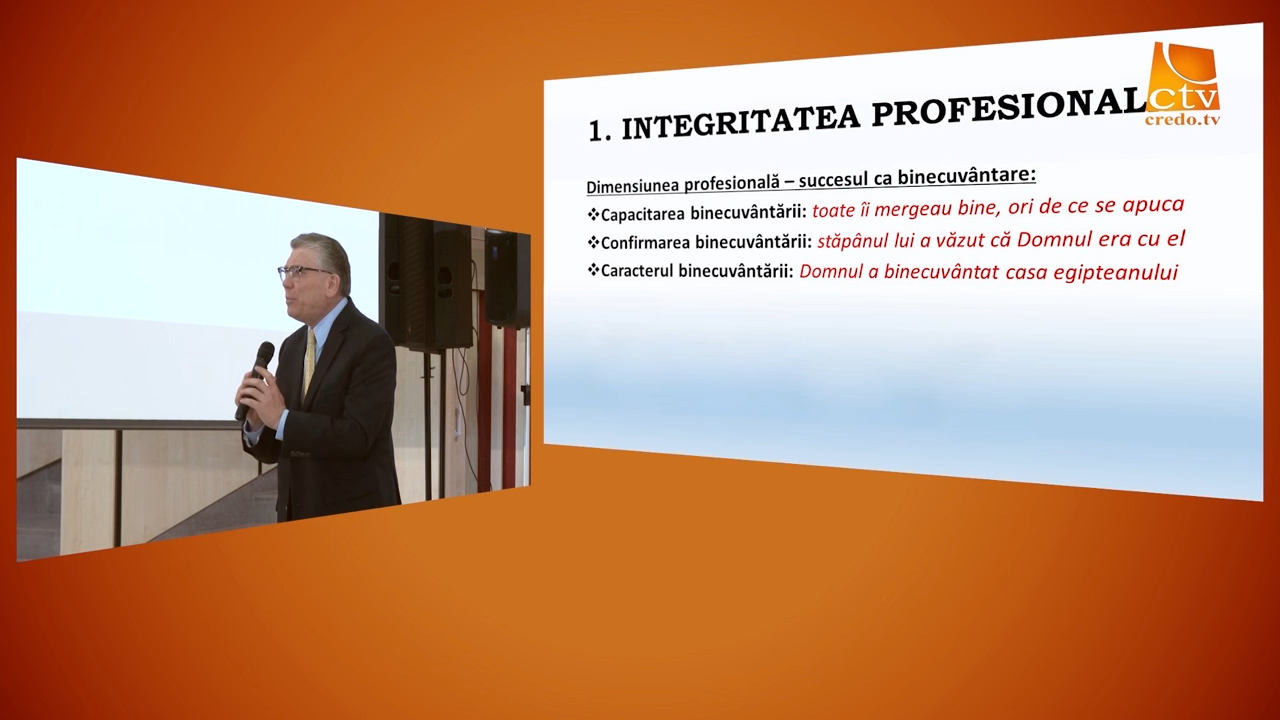 1. INTEGRITATEA PROFESIONAL
ctv
credo.tv
Dimensiunea profesională – succesul ca binecuvântare:
❖Capacitarea binecuvântării: toate îi mergeau bine, ori de ce se apuca
❖Confirmarea binecuvântării: stăpânul lui a văzut că Domnul era cu el
❖Caracterul binecuvântării: Domnul a binecuvântat casa egipteanului